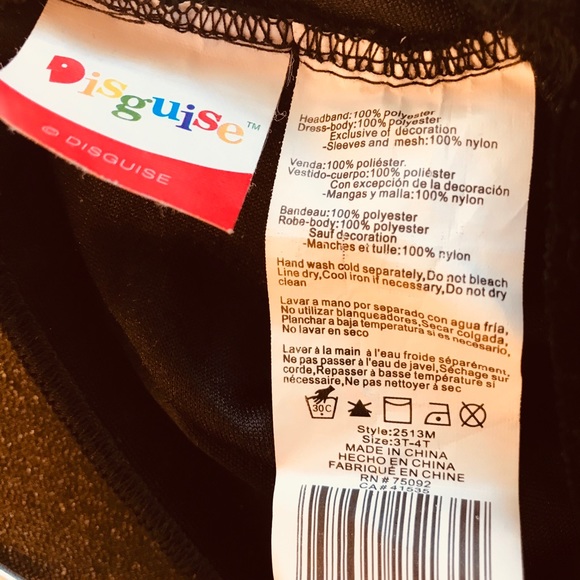 Disguise™
© DISGUISE
Headband:100% polyester
Dress-body:100% polyester
Exclusive of decoration
-Sleeves and mesh:100% nylon
Venda:100% poliéster.
Vestido-cuerpo:100% poliéster
Con excepción de la decoración
-Mangas y malla:100% nylon
Bandeau:100% polyester
Robe-body:100% polyester
Sauf decoration
-Manches et tulle:100% nylon
Hand wash cold separately,Do not bleach
Line dry,Cool iron if necessary,Do not dry
clean
Lavar a mano por separado con agua fría,
No utilizar blanqueadores,Secar colgada,
Planchar a baja temperatura si es necesario,
No lavar en seco
Laver à la main à l'eau froide séparément,
Ne pas passer à l'eau de javel,Séchage sur
corde,Repasser à basse température si
nécessaire,Ne pas nettoyer à sec
30 C
Style:2513M
Size:3T-4T
MADE IN CHINA
HECHO EN CHINA
FABRIQUÉ EN CHINE
RN # 75092
CA# 41535